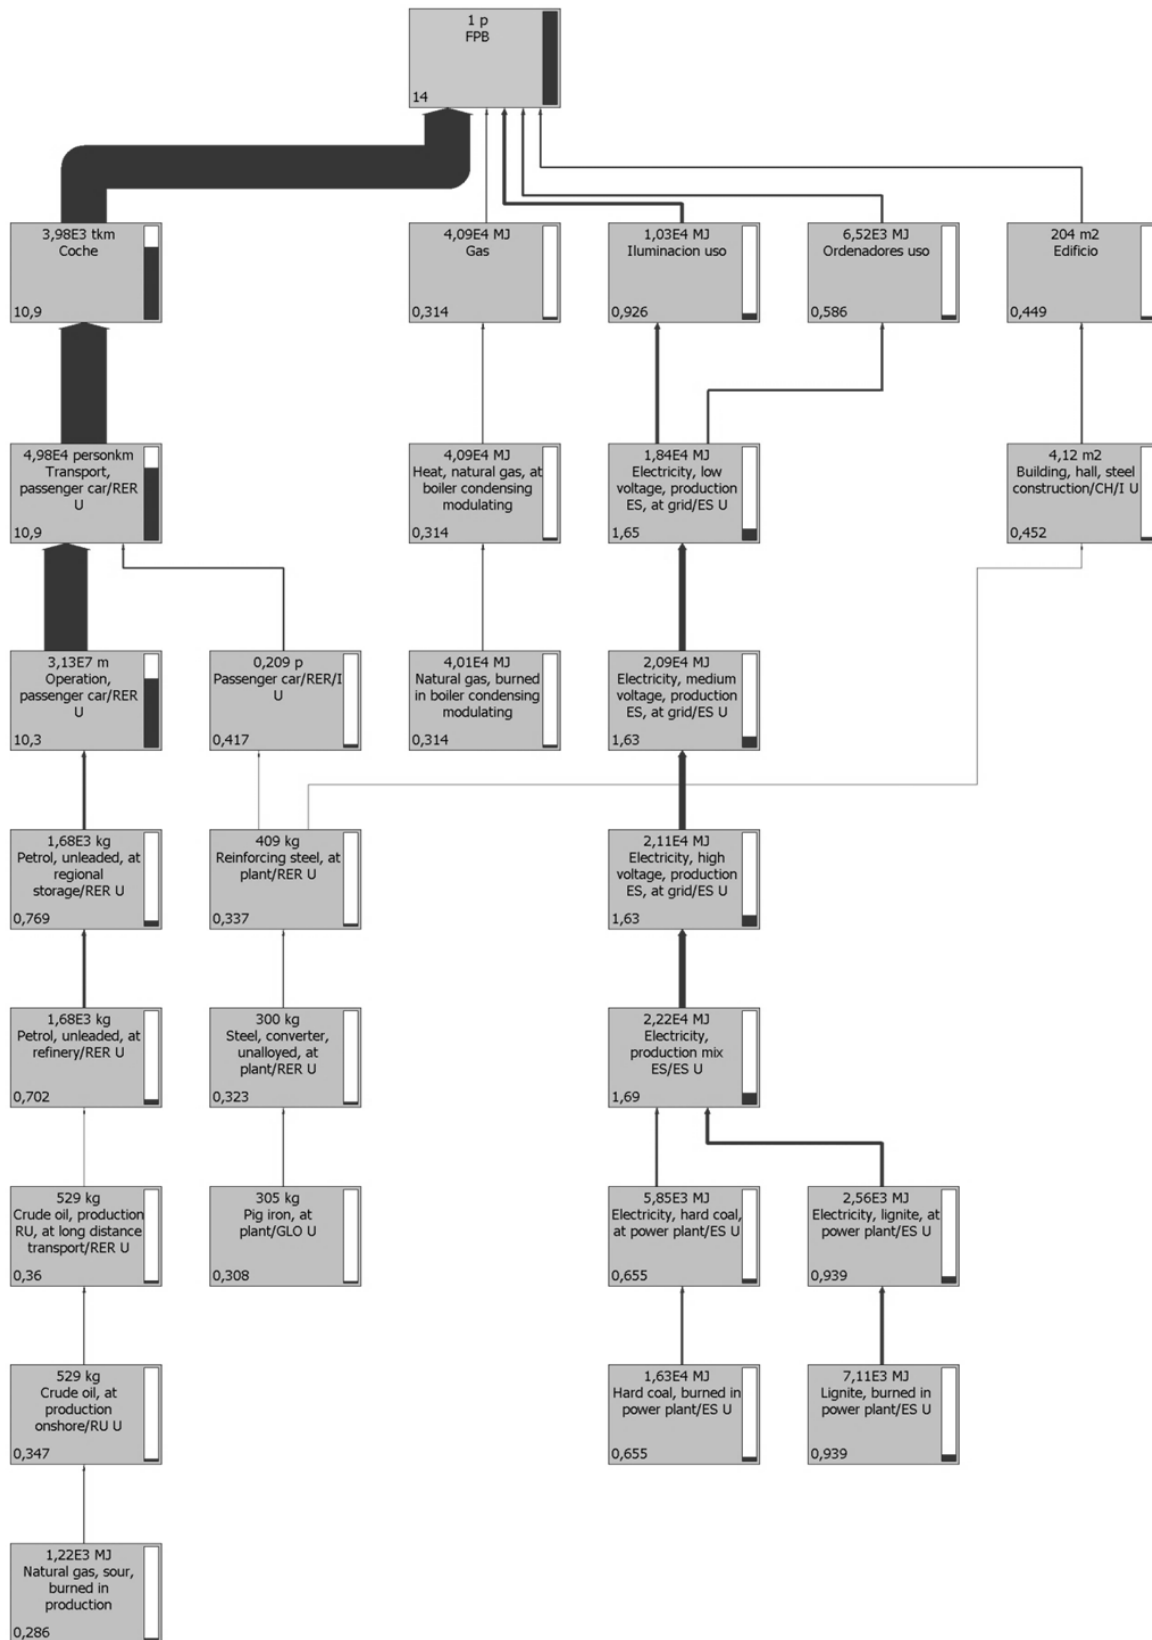 1 p
FPB
14
3,98E3 tkm
Coche
10,9
4,09E4 MJ
Gas
0,314
1,03E4 MJ
Iluminacion uso
0,926
6,52E3 MJ
Ordenadores uso
0,586
204 m2
Edificio
0,449
4,98E4 personkm
Transport,
passenger car/RER
U
10,9
4,09E4 MJ
Heat, natural gas, at
boiler condensing
modulating
0,314
1,84E4 MJ
Electricity, low
voltage, production
ES, at grid/ES U
1,65
4,12 m2
Building, hall, steel
construction/CH/I U
0,452
3,13E7 m
Operation,
passenger car/RER
U
10,3
0,209 p
Passenger car/RER/I
U
0,417
4,01E4 MJ
Natural gas, burned
in boiler condensing
modulating
0,314
2,09E4 MJ
Electricity, medium
voltage, production
ES, at grid/ES U
1,63
1,68E3 kg
Petrol, unleaded, at
regional
storage/RER U
0,769
409 kg
Reinforcing steel, at
plant/RER U
0,337
2,11E4 MJ
Electricity, high
voltage, production
ES, at grid/ES U
1,63
1,68E3 kg
Petrol, unleaded, at
refinery/RER U
0,702
300 kg
Steel, converter,
unalloyed, at
plant/RER U
0,323
2,22E4 MJ
Electricity,
production mix
ES/ES U
1,69
529 kg
Crude oil, production
RU, at long distance
transport/RER U
0,36
305 kg
Pig iron, at
plant/GLO U
0,308
5,85E3 MJ
Electricity, hard coal,
at power plant/ES U
0,655
2,56E3 MJ
Electricity, lignite, at
power plant/ES U
0,939
529 kg
Crude oil, at
production
onshore/RU U
0,347
1,63E4 MJ
Hard coal, burned in
power plant/ES U
0,655
7,11E3 MJ
Lignite, burned in
power plant/ES U
0,939
1,22E3 MJ
Natural gas, sour,
burned in
production
0,286